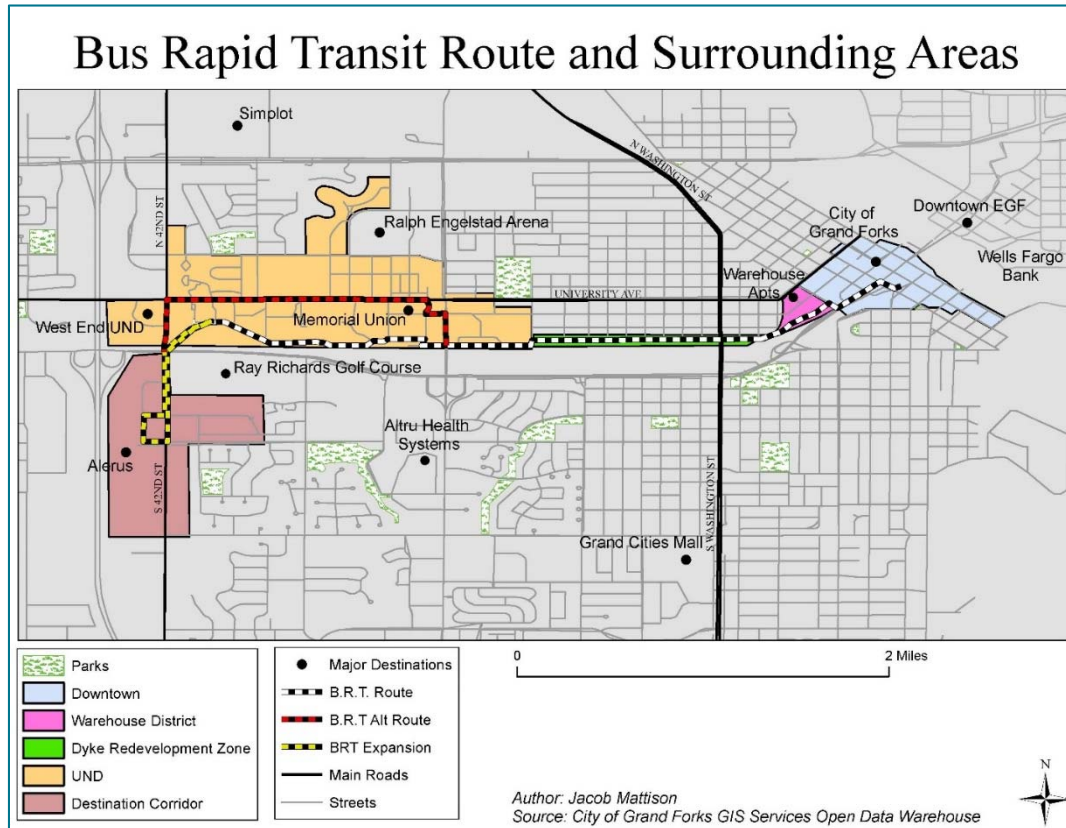 Bus Rapid Transit Route and Surrounding Areas
Simplot
N 42ND ST
N WASHINGTON ST
Ralph Engelstad Arena
City of
Grand Forks
Downtown EGF
Wells Fargo
Bank
Warehouse
Apts
UNIVERSITY AVE
West End UND
Memorial Union
Ray Richards Golf Course
Altru Health
Systems
Alerus
S 42ND ST
S WASHINGTON ST
Grand Cities Mall
Parks
Downtown
Warehouse District
Dyke Redevelopment Zone
UND
Destination Corridor
Major Destinations
B.R.T. Route
B.R.T Alt Route
BRT Expansion
Main Roads
Streets
0
2 Miles
N
Author: Jacob Mattison
Source: City of Grand Forks GIS Services Open Data Warehouse